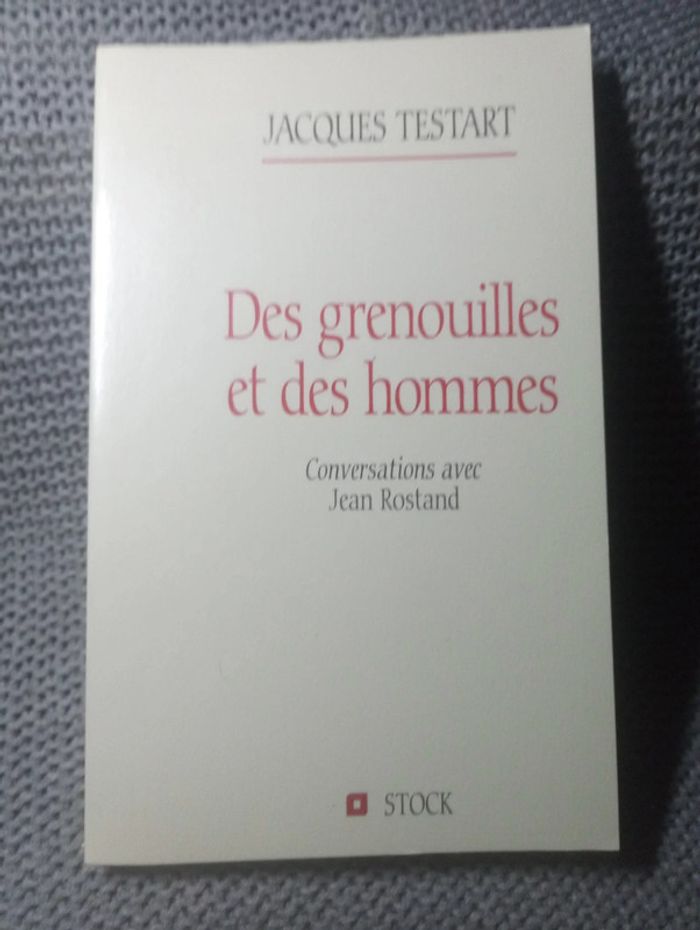 JACQUES TESTART
Des grenouilles
et des hommes
Conversations avec
Jean Rostand
STOCK